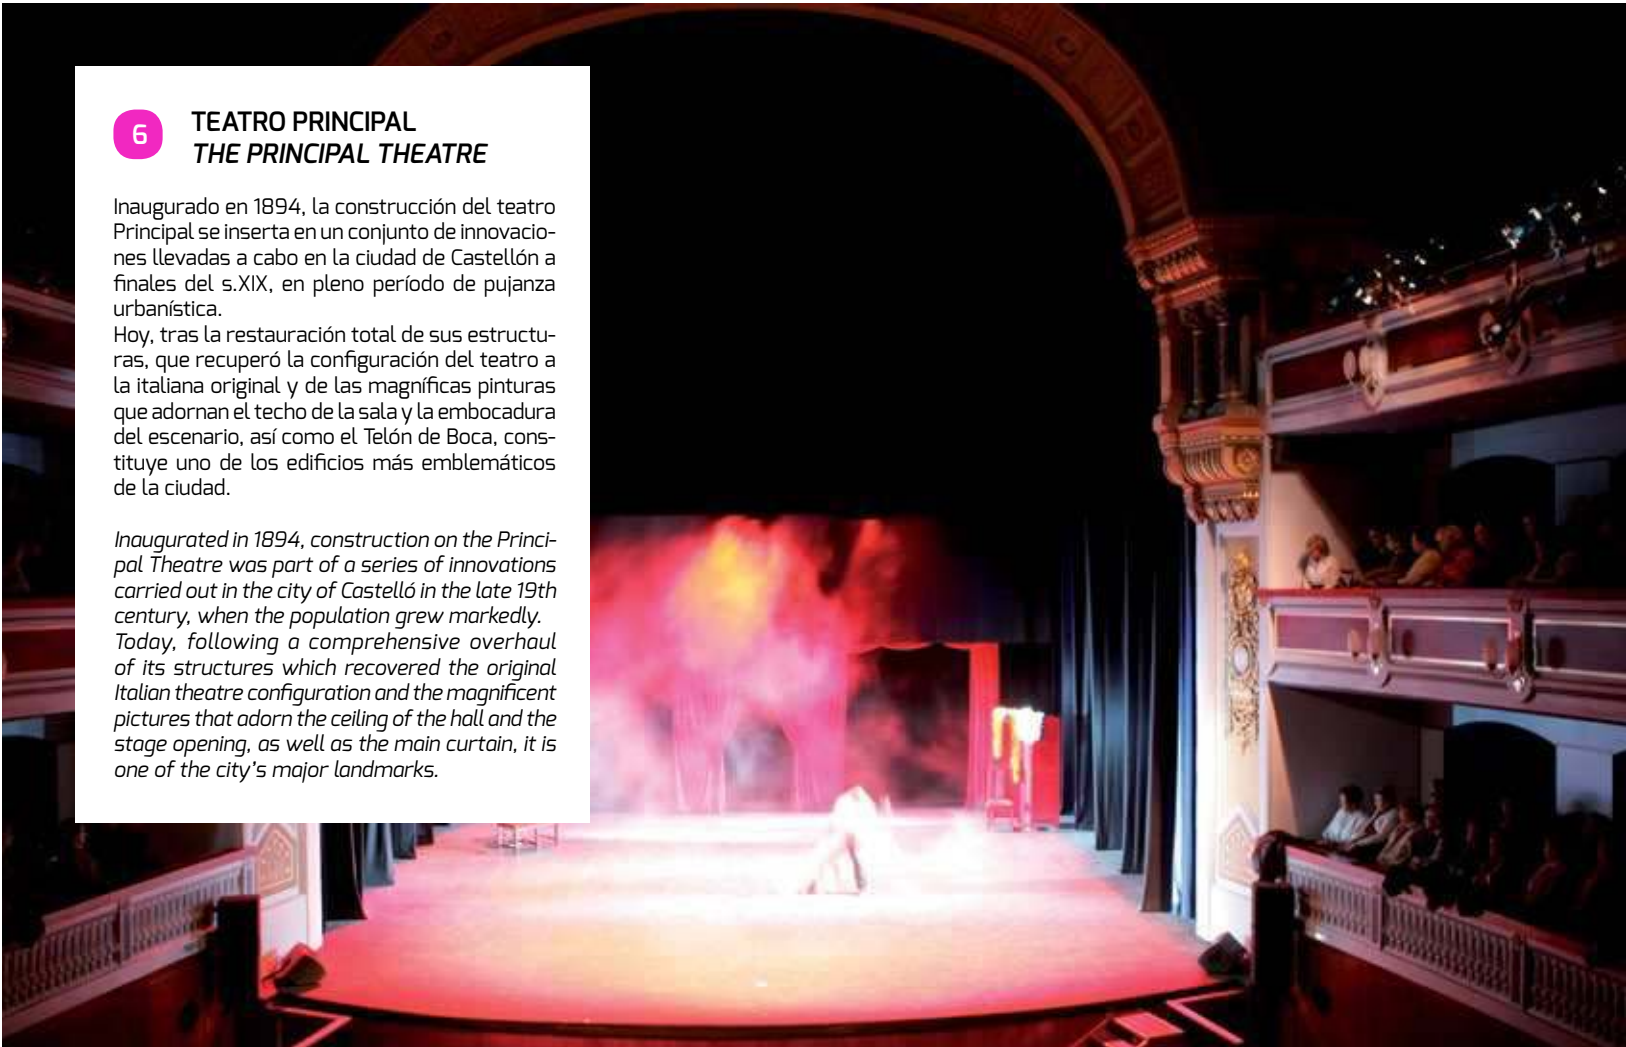 6
TEATRO PRINCIPAL
THE PRINCIPAL THEATRE
Inaugurado en 1894, la construcción del teatro
Principal se inserta en un conjunto de innovacio-
nes llevadas a cabo en la ciudad de Castellón a
finales del s.XIX, en pleno período de pujanza
urbanística.
Hoy, tras la restauración total de sus estructu-
ras, que recuperó la configuración del teatro a
la italiana original y de las magníficas pinturas
que adornan el techo de la sala y la embocadura
del escenario, así como el Telón de Boca, cons-
tituye uno de los edificios más emblemáticos
de la ciudad.
Inaugurated in 1894, construction on the Princi-
pal Theatre was part of a series of innovations
carried out in the city of Castelló in the late 19th
century, when the population grew markedly.
Today, following a comprehensive overhaul
of its structures which recovered the original
Italian theatre configuration and the magnificent
pictures that adorn the ceiling of the hall and the
stage opening, as well as the main curtain, it is
one of the city's major landmarks.